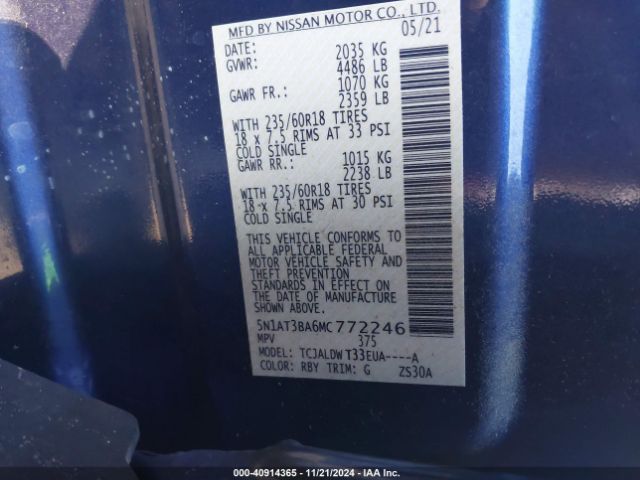 MFD BY NISSAN MOTOR CO., LTD.
DATE: 05/21
GVWR: 2035 KG
4486 LB
GAWR FR.: 1070 KG
2359 LB
WITH 235/60R18 TIRES
18 x 7.5 RIMS AT 33 PSI
COLD SINGLE
GAWR RR.: 1015 KG
2238 LB
WITH 235/60R18 TIRES
18 x 7.5 RIMS AT 30 PSI
COLD SINGLE
THIS VEHICLE CONFORMS TO
ALL APPLICABLE FEDERAL
MOTOR VEHICLE SAFETY AND
THEFT PREVENTION
STANDARDS IN EFFECT ON
THE DATE OF MANUFACTURE
SHOWN ABOVE.
5N1AT3BA6MC772246
MPV 375
MODEL: TCJALDWT33EUA----A
COLOR: RBY TRIM: G ZS30A
000-40914365 - 11/21/2024 - IAA Inc.